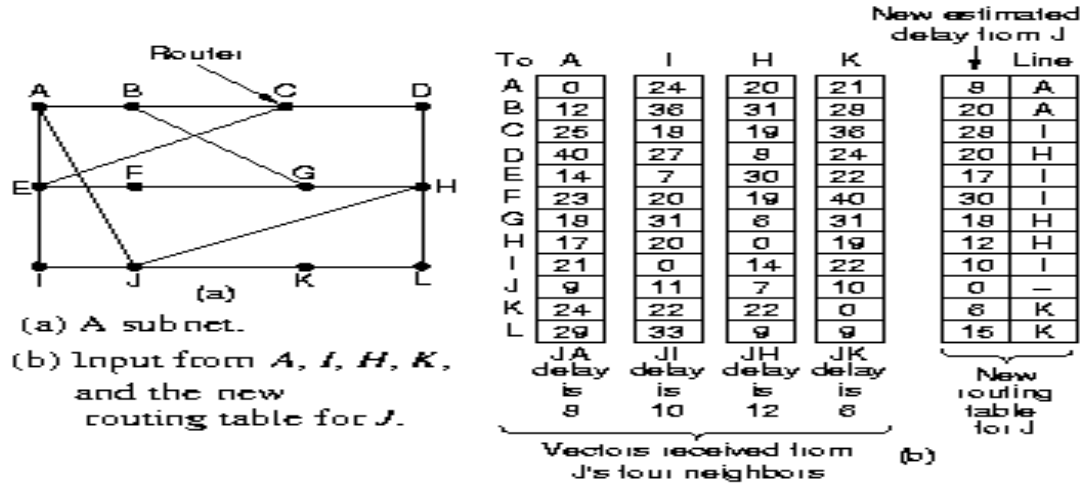 New estimated
delay from J
Router
To A I H K Line
A 0 24 20 21 8 A
B 12 36 31 28 20 A
C 25 18 19 36 28 I
D 40 27 8 24 20 H
E 14 7 30 22 17 I
F 23 20 19 40 30 I
G 18 31 6 31 18 H
H 17 20 0 19 12 H
I 21 0 14 22 10 I
J 9 11 7 10 0 –
K 24 22 22 0 6 K
L 29 33 9 9 15 K
JA delay is 8
JI delay is 10
JH delay is 12
JK delay is 6
New
routing
table
for J
Vectors received from
J's four neighbors
(b)
A B C D
E F G H
I J K L
(a)
(a) A subnet.
(b) Input from A, I, H, K,
and the new
routing table for J.